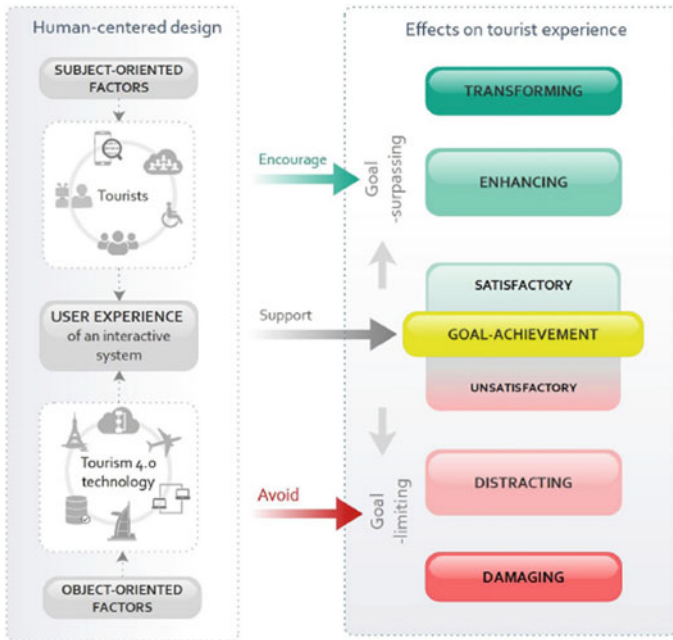 Human-centered design
SUBJECT-ORIENTED
FACTORS
Tourists
USER EXPERIENCE
of an interactive
system
Tourism 4.0
technology
OBJECT-ORIENTED
FACTORS
Encourage
Support
Avoid
Effects on tourist experience
TRANSFORMING
Goal
-surpassing
ENHANCING
SATISFACTORY
GOAL-ACHIEVEMENT
UNSATISFACTORY
Goal
-limiting
DISTRACTING
DAMAGING